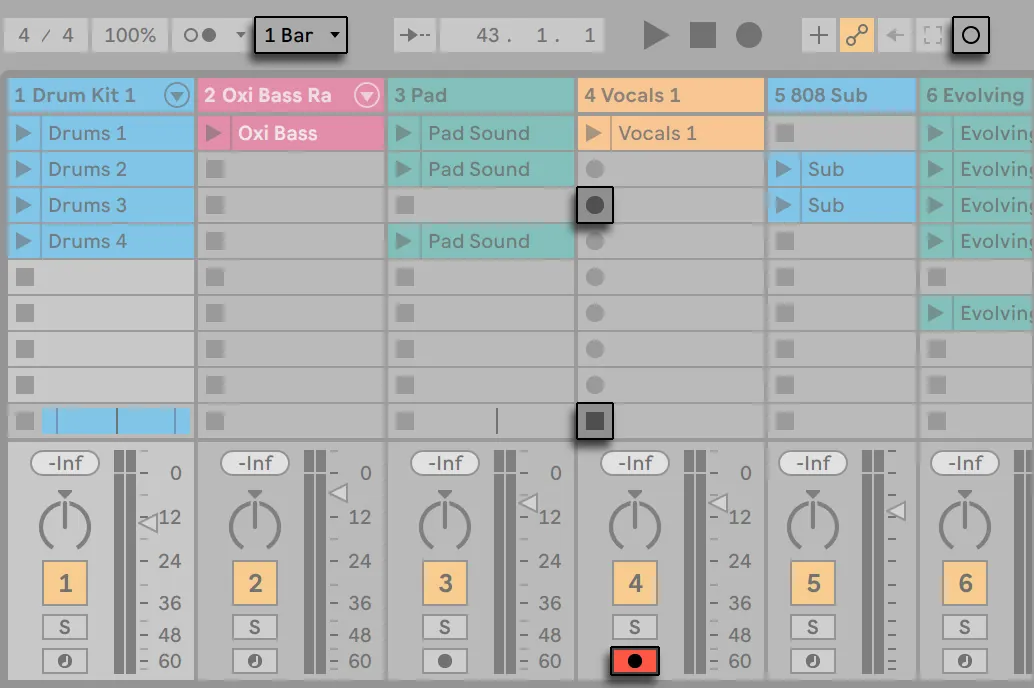 4 / 4 100% 1 Bar 43. 1. 1
1 Drum Kit 1 2 Oxi Bass Ra 3 Pad 4 Vocals 1 5 808 Sub 6 Evolving
Drums 1 Oxi Bass Pad Sound Vocals 1 Evolving
Drums 2 Pad Sound Sub Evolving
Drums 3 Sub Evolving
Drums 4 Pad Sound Evolving
Evolving
-Inf -Inf -Inf -Inf -Inf -Inf
0 0 0 0
12 12 12 12
24 24 24 24
1 2 3 4 5 6
36 36 36 36
S S S S S S
48 48 48 48
60 60 60 60